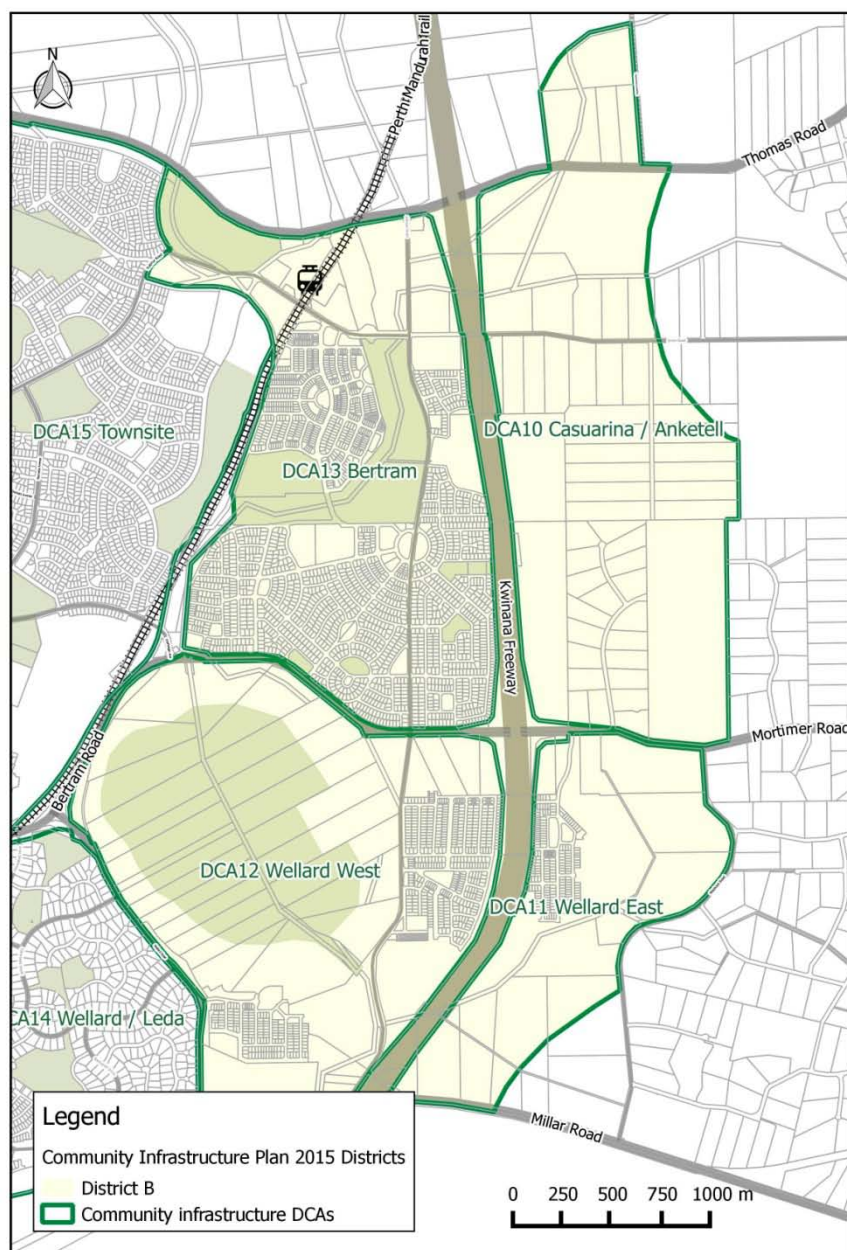 N
Perth Mandurah trail
Thomas Road
DCA15 Townsite
DCA10 Casuarina / Anketell
DCA13 Bertram
Kwinana Freeway
Mortimer Road
Bertram Road
DCA12 Wellard West
DCA11 Wellard East
CA14 Wellard / Leda
Millar Road
Legend
Community Infrastructure Plan 2015 Districts
District B
Community infrastructure DCAs
0 250 500 750 1000 m